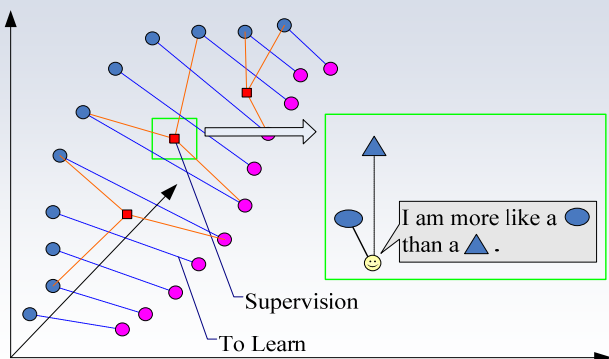 I am more like a
than a .
Supervision
To Learn